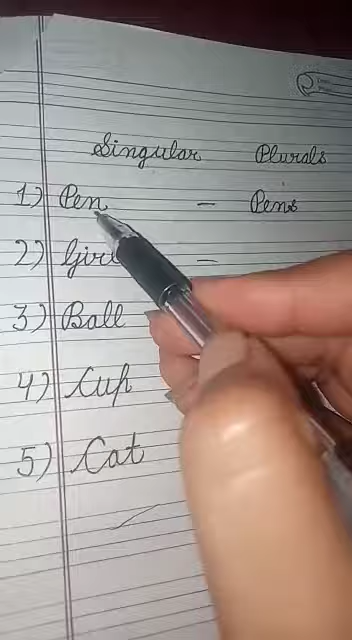 Singular Plurals
1) Pen - Pens
2) Girl -
3) Ball
4) Cup
5) Cat